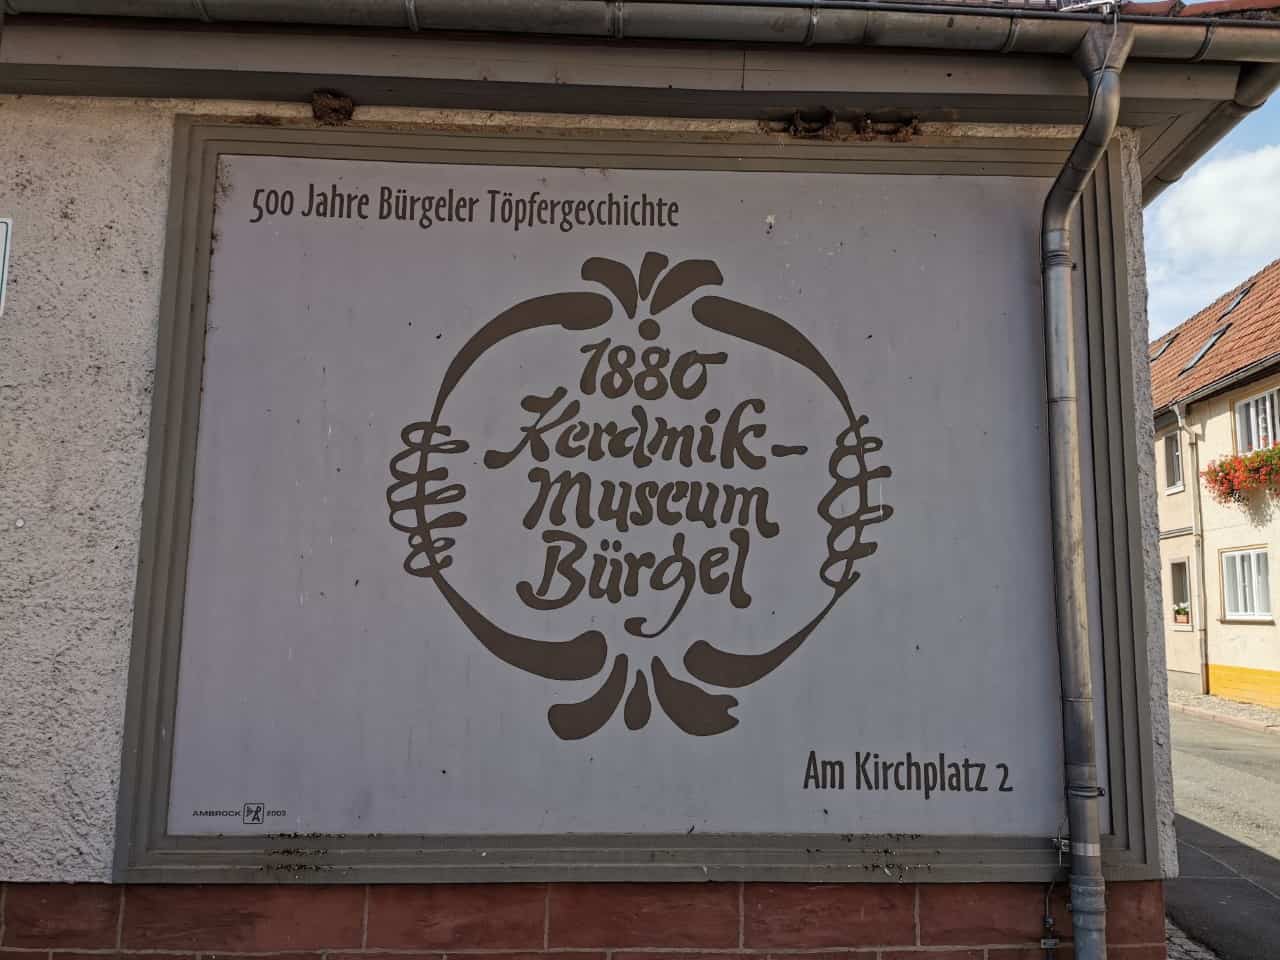 500 Jahre Bürgeler Töpfergeschichte
1880
Keramik-
Museum
Bürgel
Am Kirchplatz 2
AMBROCK 2003